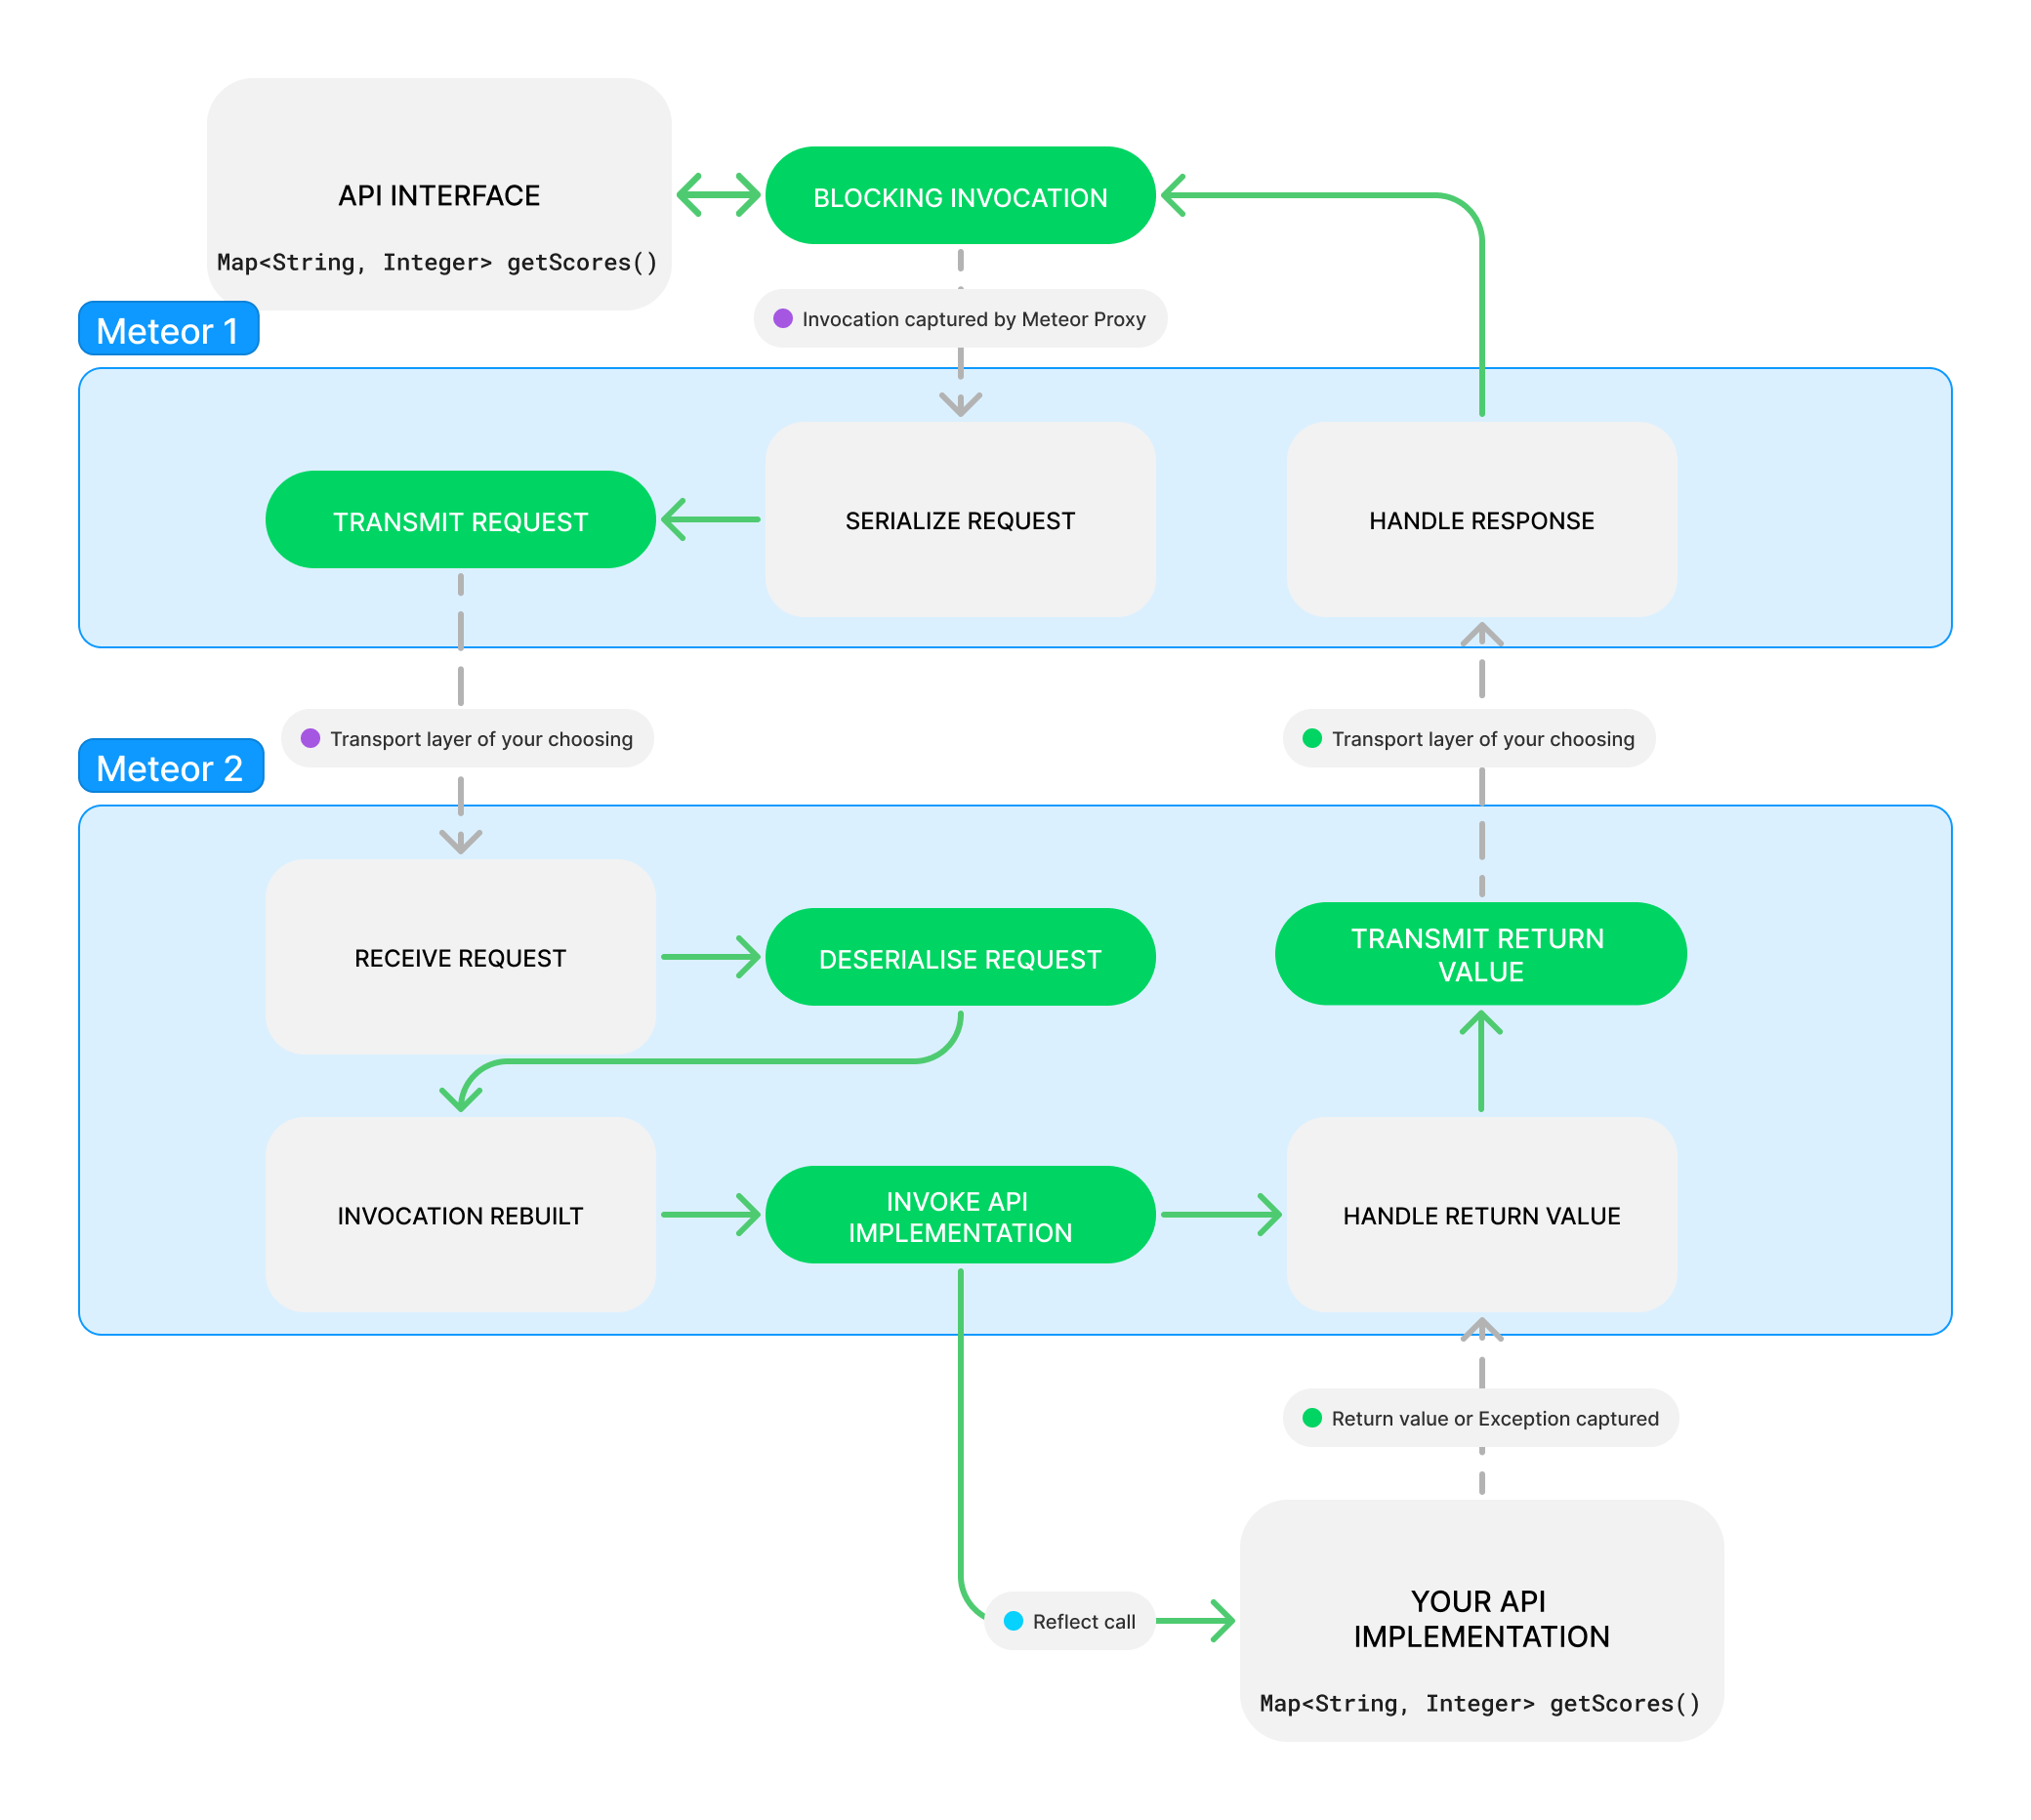 API INTERFACE
Map<String, Integer> getScores()
BLOCKING INVOCATION
Invocation captured by Meteor Proxy
Meteor 1
TRANSMIT REQUEST
SERIALIZE REQUEST
HANDLE RESPONSE
Transport layer of your choosing
Transport layer of your choosing
Meteor 2
RECEIVE REQUEST
DESERIALISE REQUEST
TRANSMIT RETURN
VALUE
INVOCATION REBUILT
INVOKE API
IMPLEMENTATION
HANDLE RETURN VALUE
Return value or Exception captured
Reflect call
YOUR API
IMPLEMENTATION
Map<String, Integer> getScores()